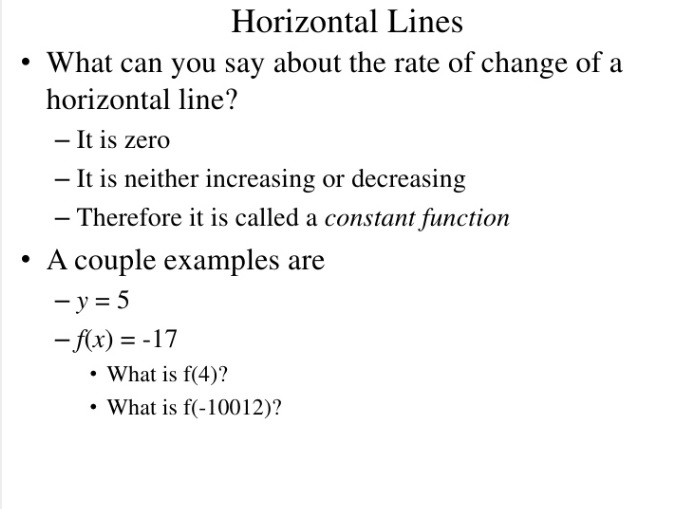 Horizontal Lines
• What can you say about the rate of change of a
horizontal line?
– It is zero
– It is neither increasing or decreasing
– Therefore it is called a constant function
• A couple examples are
– y = 5
– f(x) = -17
• What is f(4)?
• What is f(-10012)?